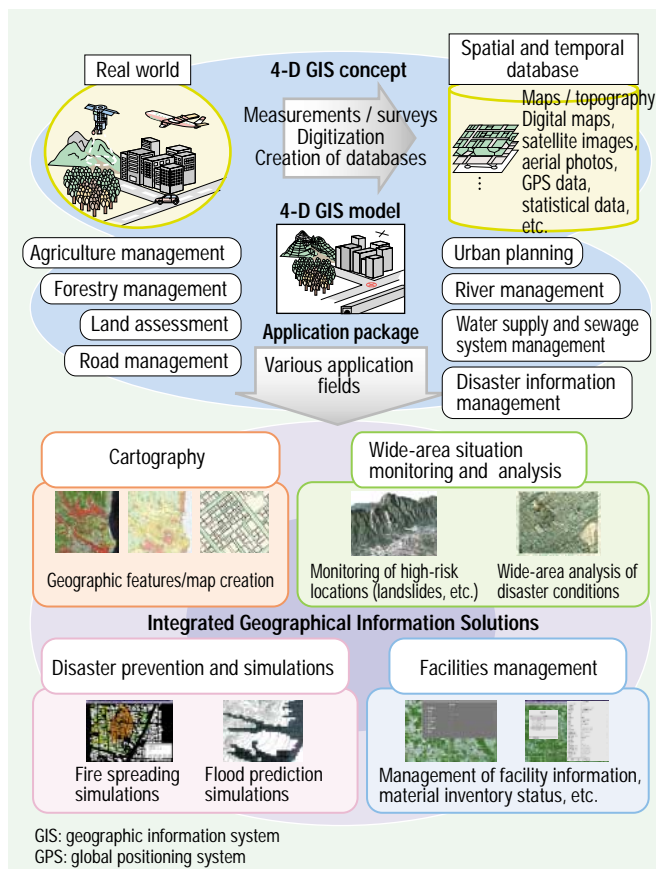 Real world
4-D GIS concept
Spatial and temporal
database
Measurements / surveys
Digitization
Creation of databases
Maps / topography
Digital maps,
satellite images,
aerial photos,
GPS data,
statistical data,
etc.
4-D GIS model
Agriculture management
Forestry management
Land assessment
Road management
Urban planning
River management
Water supply and sewage
system management
Disaster information
management
Application package
Various application
fields
Cartography
Geographic features/map creation
Wide-area situation
monitoring and analysis
Monitoring of high-risk
locations (landslides, etc.)
Wide-area analysis of
disaster conditions
Integrated Geographical Information Solutions
Disaster prevention and simulations
Fire spreading
simulations
Flood prediction
simulations
Facilities management
Management of facility information,
material inventory status, etc.
GIS: geographic information system
GPS: global positioning system